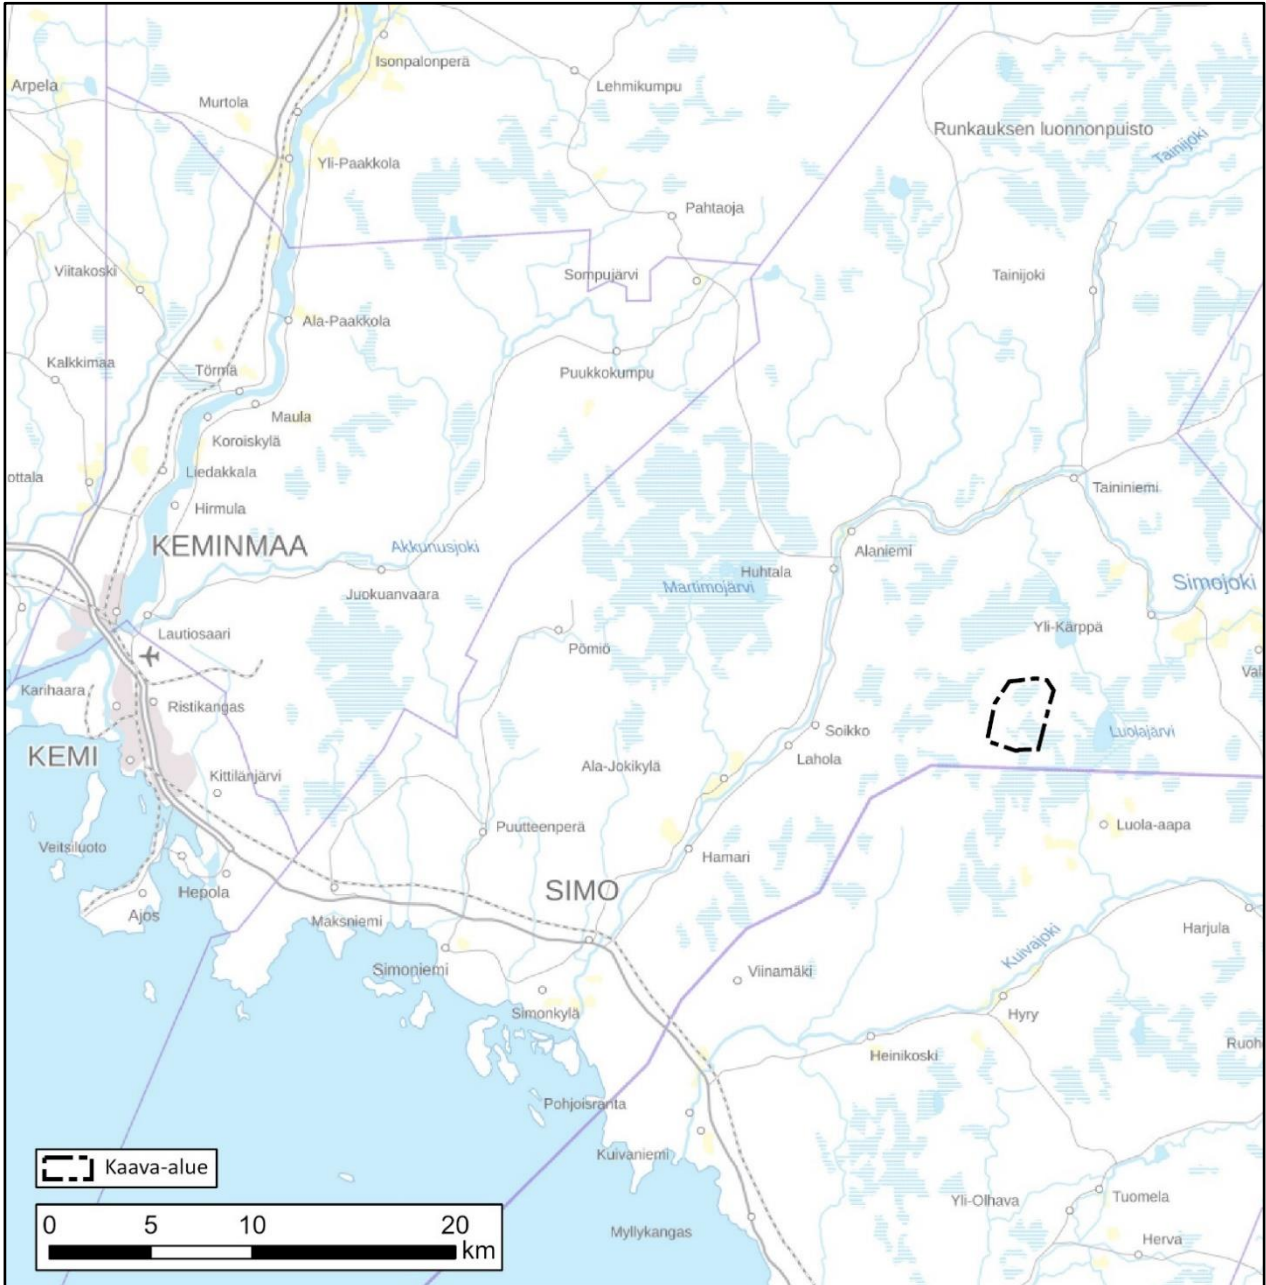 Isonpalonperä
Arpela
Lehmikumpu
Murtola
Runkauksen luonnonpuisto
Tainijoki
Yli-Paakkola
Pahtaoja
Viitakoski
Sompujärvi
Tainijoki
Ala-Paakkola
Kalkkimaa
Törmä
Puukkokumpu
Maula
Koroiskylä
ottala
Liedakkala
Taininiemi
Hirmula
KEMINMAA
Akkunusjoki
Alaniemi
Huhtala
Martimojärvi
Simojoki
Juokuanvaara
Lautiosaari
Yli-Kärppä
Pömiö
Val
Karihaara
Ristikangas
Soikko
Luolajärvi
KEMI
Lahola
Kittilänjärvi
Ala-Jokikylä
Puutteenperä
Luola-aapa
Veitsiluoto
Hamari
Hepola
SIMO
Ajos
Maksniemi
Harjula
Kuivajoki
Simoniemi
Viinamäki
Simonkylä
Hyry
Ruoh
Heinikoski
Pohjoisranta
Kuivaniemi
Kaava-alue
Yli-Olhava
Tuomela
0 5 10 20
km
Myllykangas
Herva